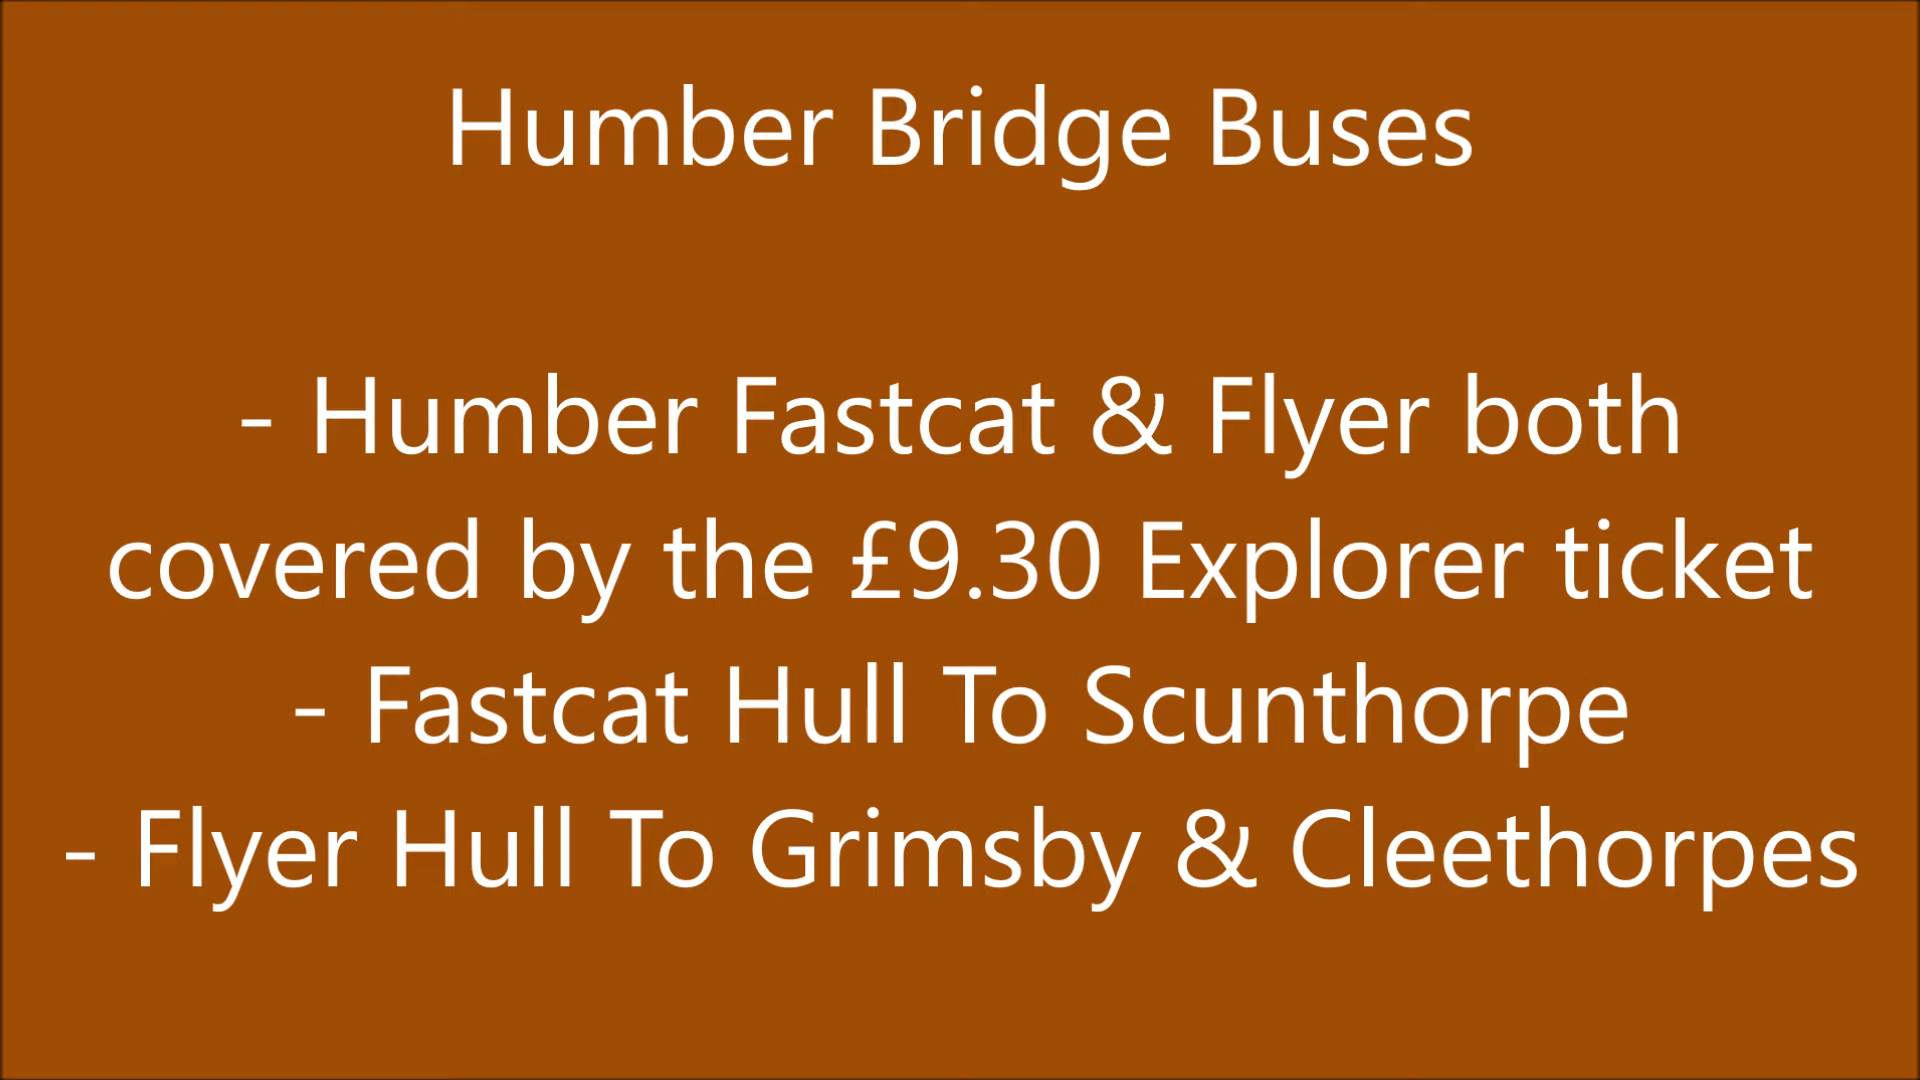 Humber Bridge Buses
- Humber Fastcat & Flyer both
covered by the £9.30 Explorer ticket
- Fastcat Hull To Scunthorpe
- Flyer Hull To Grimsby & Cleethorpes